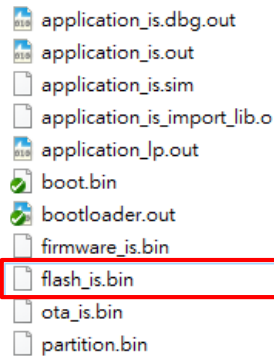 application_is.dbg.out
application_is.out
application_is.sim
application_is_import_lib.o
application_lp.out
boot.bin
bootloader.out
firmware_is.bin
flash_is.bin
ota_is.bin
partition.bin